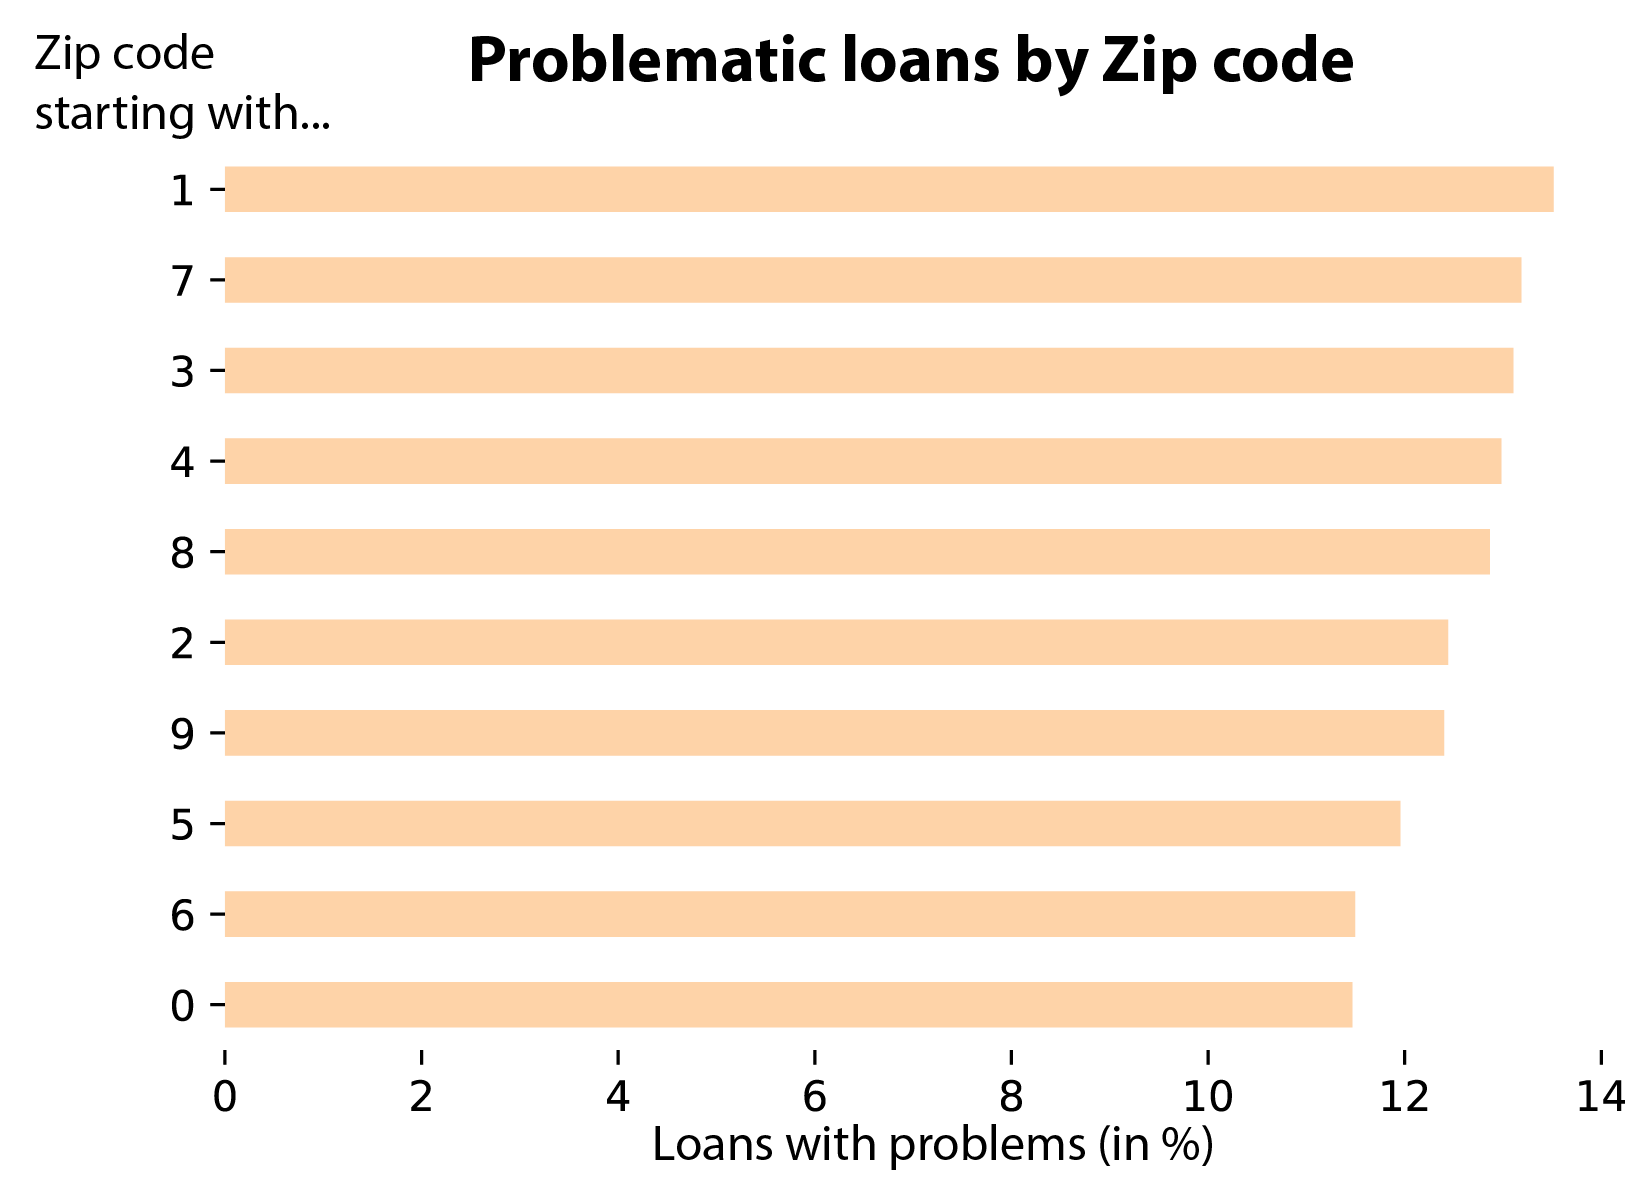 Zip code
starting with...
Problematic loans by Zip code
1
7
3
4
8
2
9
5
6
0
0 2 4 6 8 10 12 14
Loans with problems (in %)